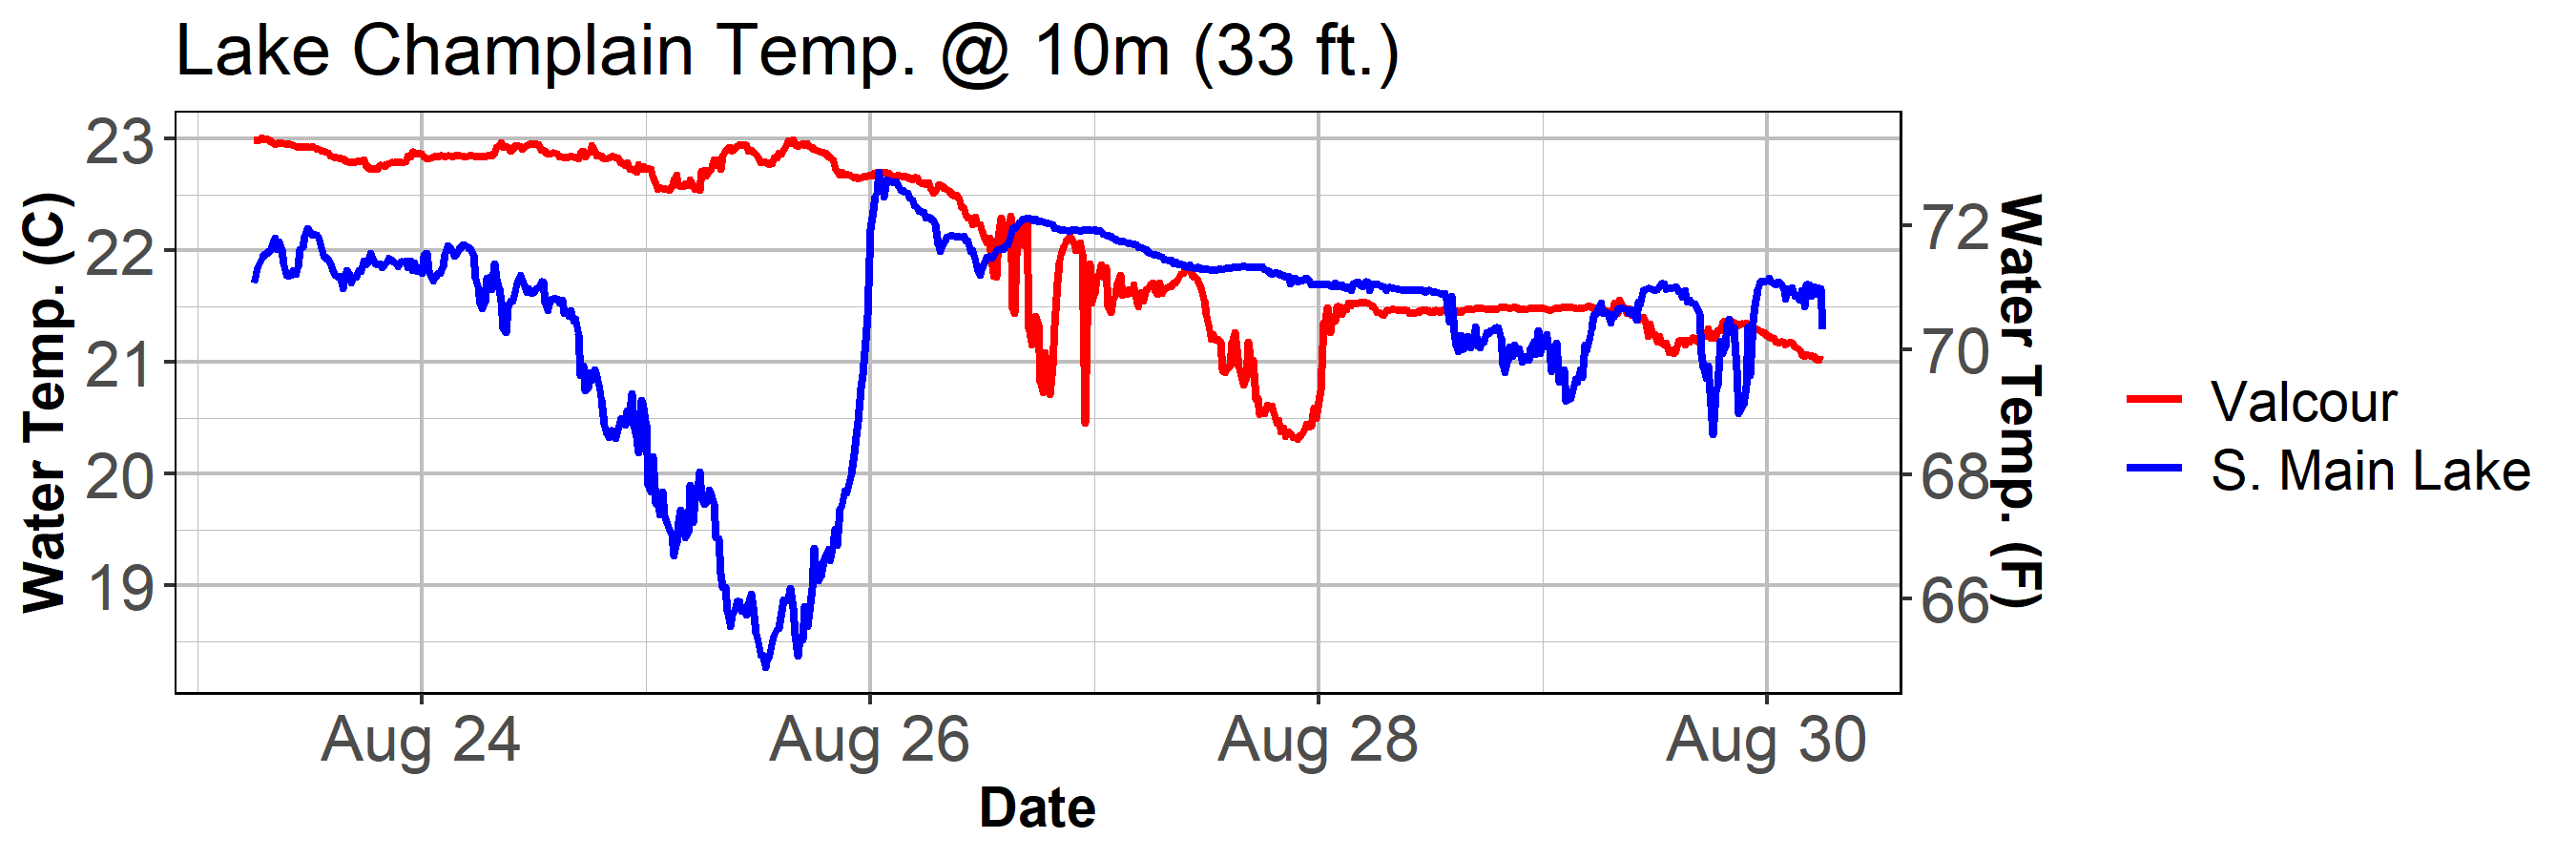 Lake Champlain Temp. @ 10m (33 ft.)
Water Temp. (C)
23
22
21
20
19
72
70
68
66
Water Temp. (F)
Aug 24
Aug 26
Aug 28
Aug 30
Date
Valcour
S. Main Lake